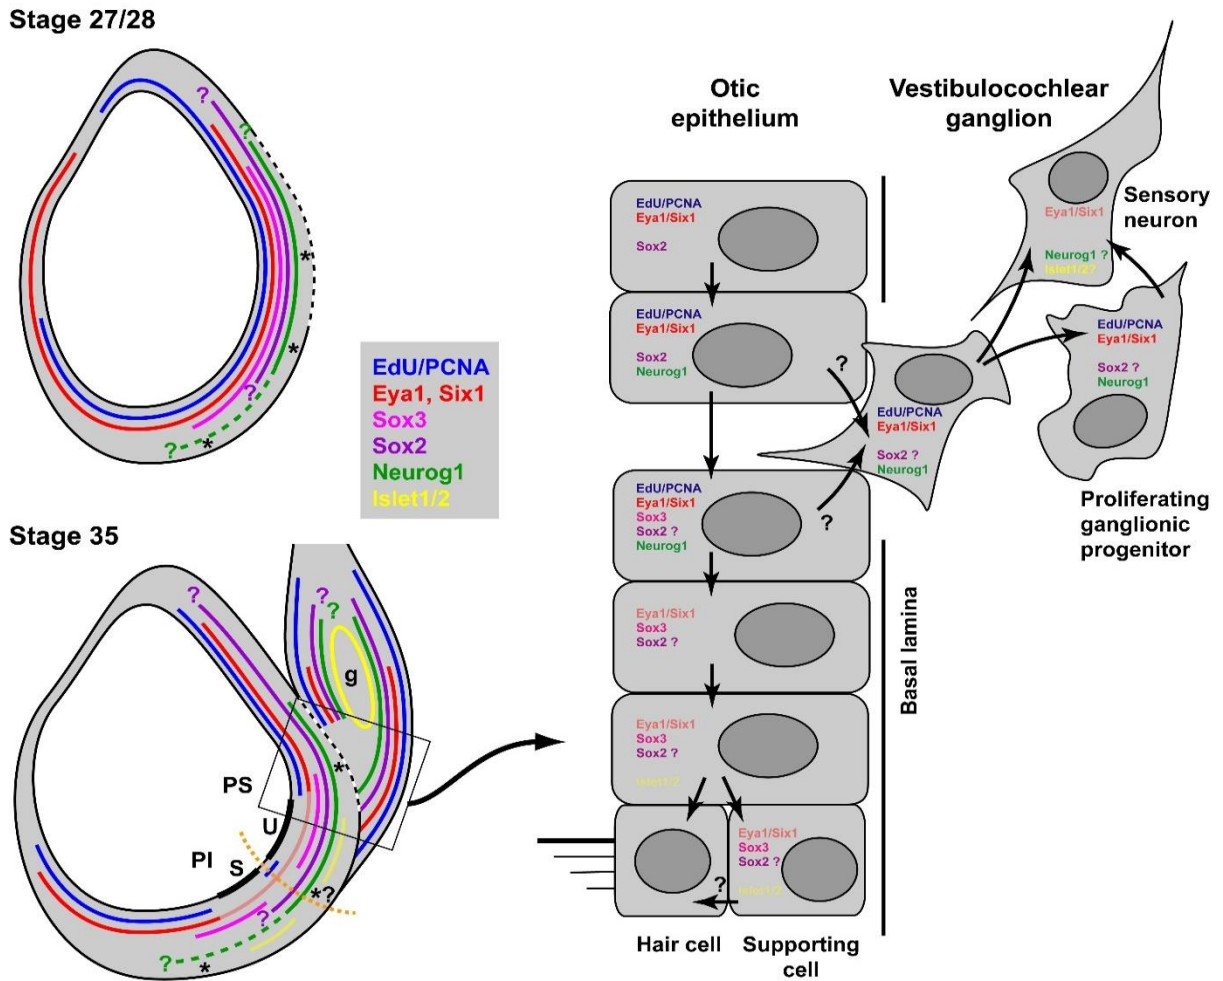 Stage 27/28
?
?
*
*
?
?
*
EdU/PCNA
Eya1, Six1
Sox3
Sox2
Neurog1
Islet1/2
Stage 35
?
?
?
g
*
PS
U
PI
S
*?
?
?
*
Otic
epithelium
Vestibulocochlear
ganglion
EdU/PCNA
Eya1/Six1
Sox2
EdU/PCNA
Eya1/Six1
Sox2
Neurog1
?
EdU/PCNA
Eya1/Six1
Sox2 ?
Neurog1
Eya1/Six1
Neurog1 ?
Islet1/2?
Sensory
neuron
EdU/PCNA
Eya1/Six1
Sox2 ?
Neurog1
Proliferating
ganglionic
progenitor
EdU/PCNA
Eya1/Six1
Sox3
Sox2 ?
Neurog1
?
Eya1/Six1
Sox3
Sox2 ?
Eya1/Six1
Sox3
Sox2 ?
Islet1/2
Eya1/Six1
Sox3
Sox2 ?
Islet1/2
?
Basal lamina
Hair cell
Supporting
cell